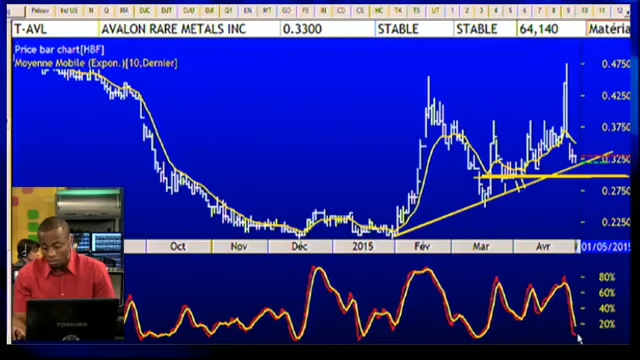 T-AVL AVALON RARE METALS INC 0.3300 STABLE STABLE 64,140 Matéria
Price bar chart[HBF]
Moyenne Mobile (Expon.)[10,Dernier]
0.4750
0.4250
0.3750
0.3250
0.2750
0.2250
Oct Nov Déc 2015 Fév Mar Avr 01/05/2015
80%
60%
40%
20%
TOSHIBA